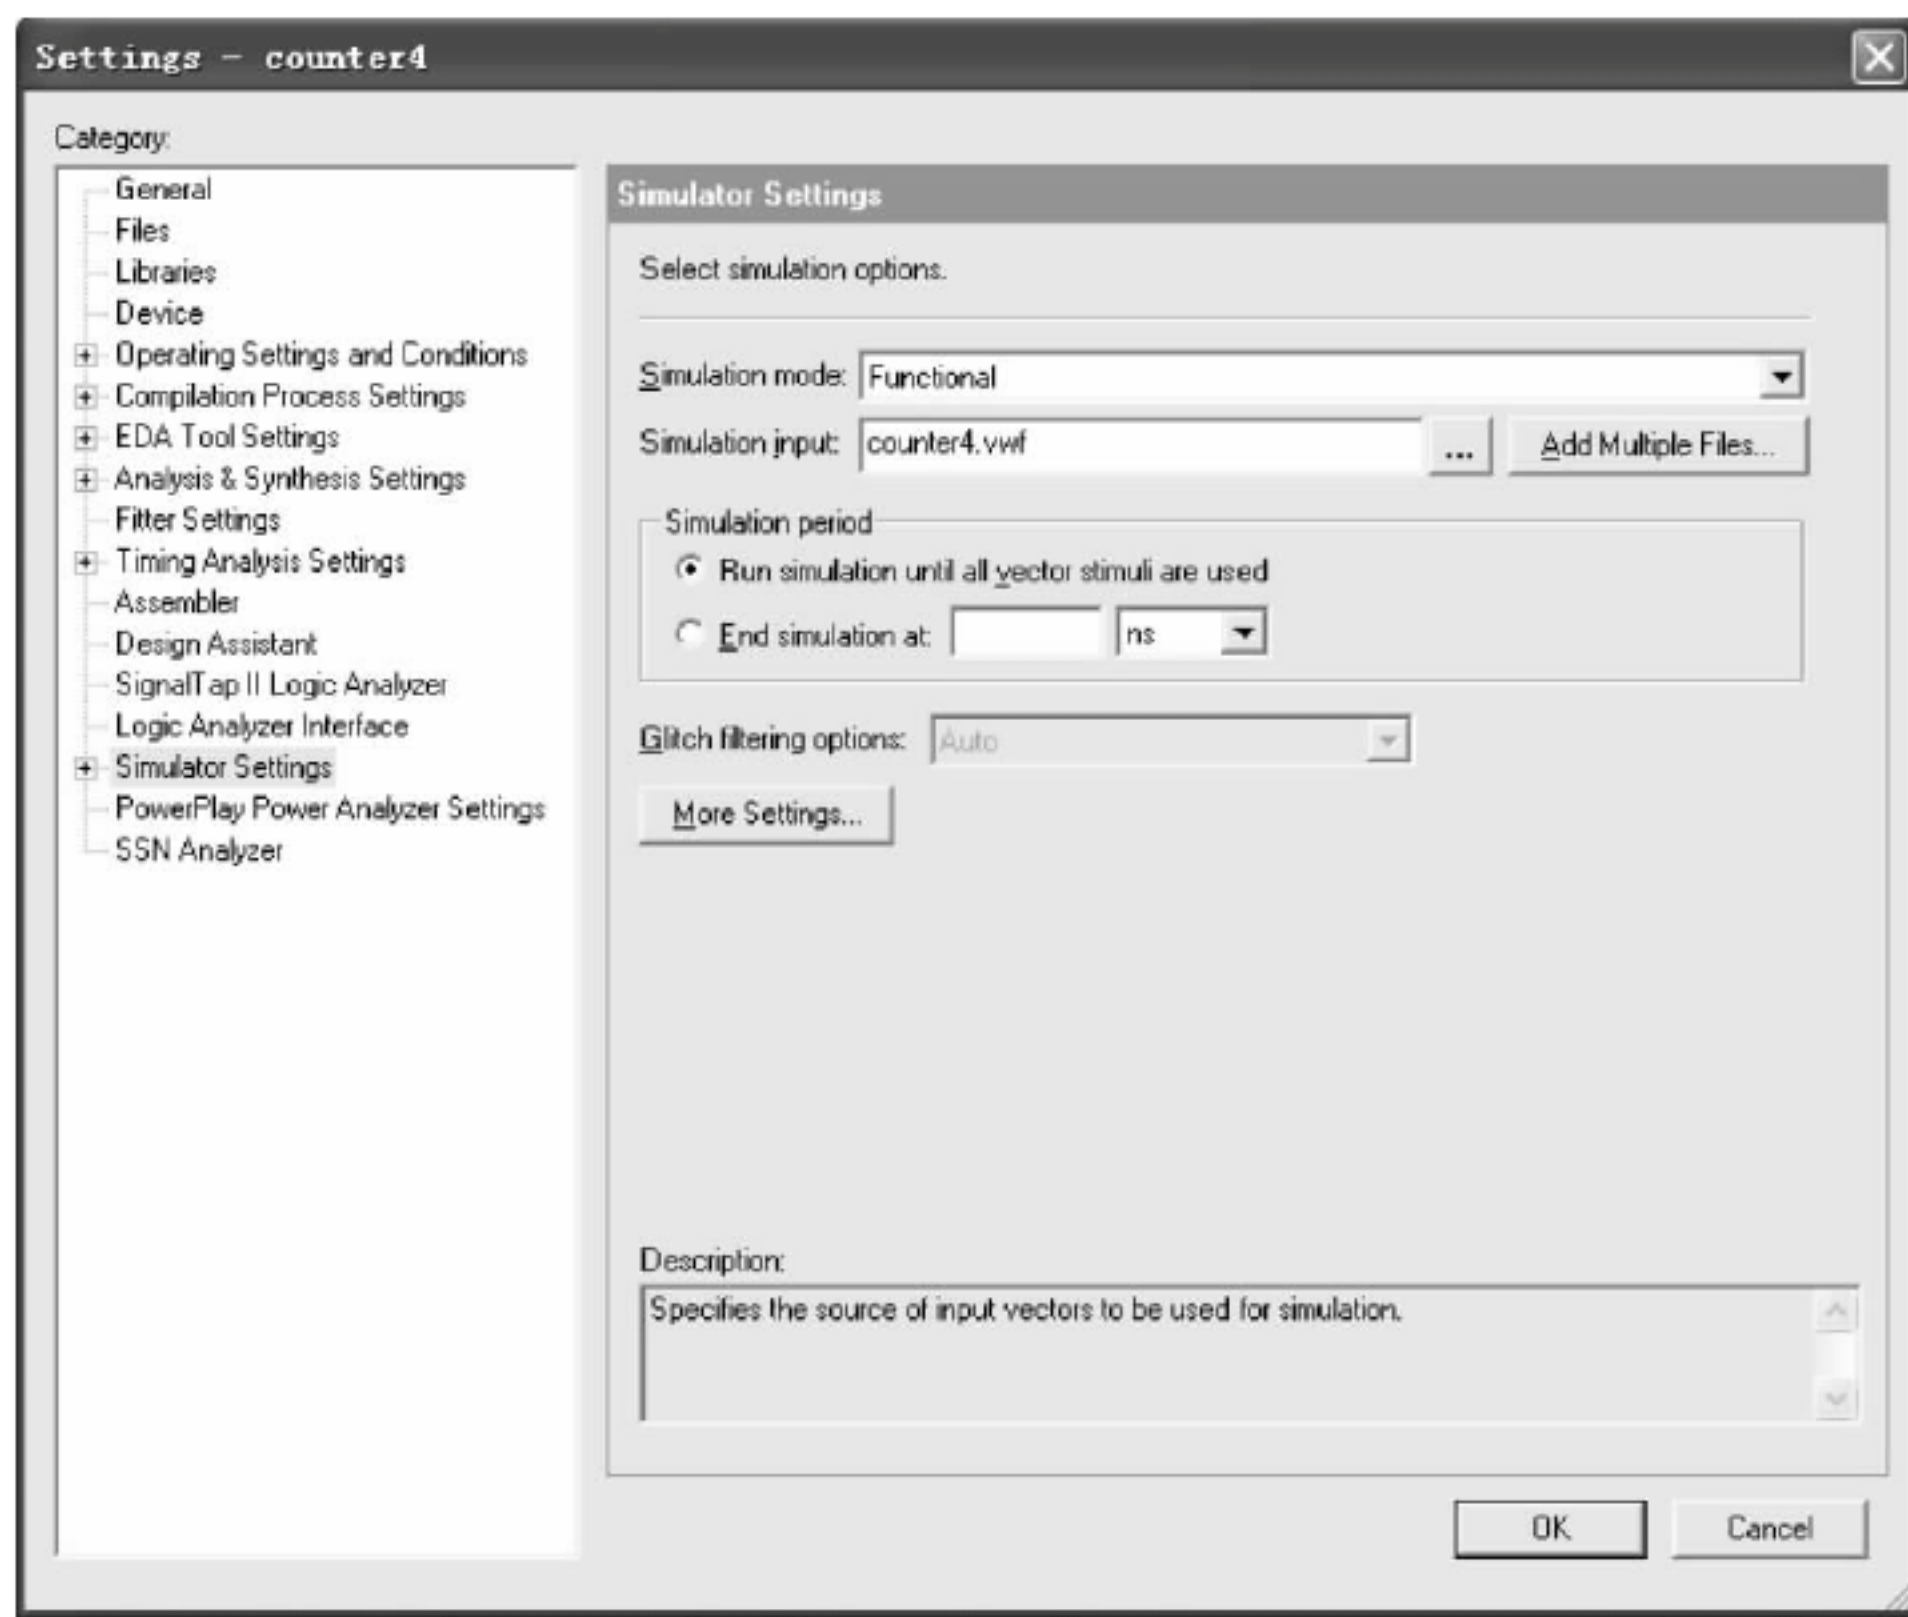 Settings - counter4
Category:
General
Files
Libraries
Device
Operating Settings and Conditions
Compilation Process Settings
EDA Tool Settings
Analysis & Synthesis Settings
Fitter Settings
Timing Analysis Settings
Assembler
Design Assistant
SignalTap II Logic Analyzer
Logic Analyzer Interface
Simulator Settings
PowerPlay Power Analyzer Settings
SSN Analyzer
Simulator Settings
Select simulation options.
Simulation mode: Functional
Simulation input: counter4.vwf ... Add Multiple Files...
Simulation period
Run simulation until all vector stimuli are used
End simulation at: ns
Glitch filtering options: Auto
More Settings...
Description:
Specifies the source of input vectors to be used for simulation.
OK Cancel